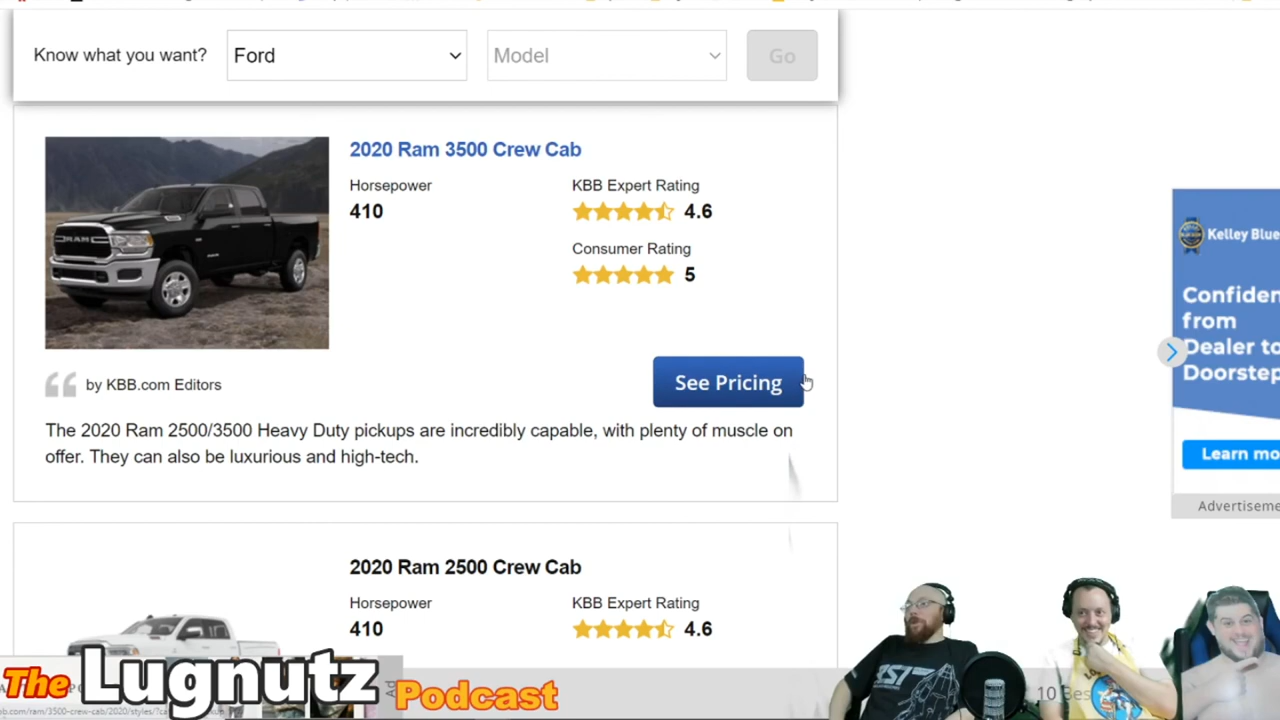 Know what you want?
Ford
Model
Go
2020 Ram 3500 Crew Cab
Horsepower
410
KBB Expert Rating
4.6
Consumer Rating
5
by KBB.com Editors
See Pricing
The 2020 Ram 2500/3500 Heavy Duty pickups are incredibly capable, with plenty of muscle on
offer. They can also be luxurious and high-tech.
2020 Ram 2500 Crew Cab
Horsepower
410
KBB Expert Rating
4.6
Kelley Blue
Confiden
from
Dealer to
Doorstep
Learn mo
Advertiseme
RAM
The Lugnutz Podcast
Ad
10 Bes